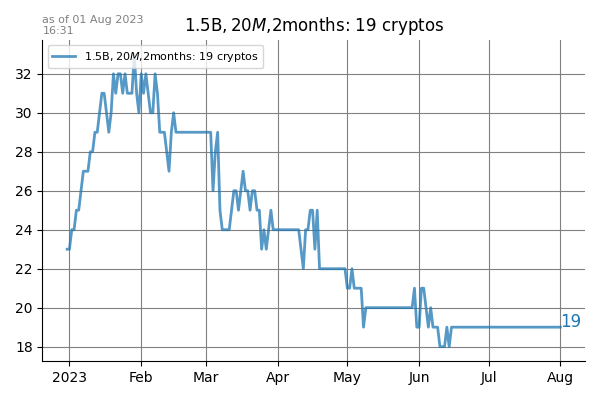 as of 01 Aug 2023
16:31
1.5B, 20M, 2months: 19 cryptos
1.5B, 20M, 2months: 19 cryptos
32
30
28
26
24
22
20
18
19
2023 Feb Mar Apr May Jun Jul Aug